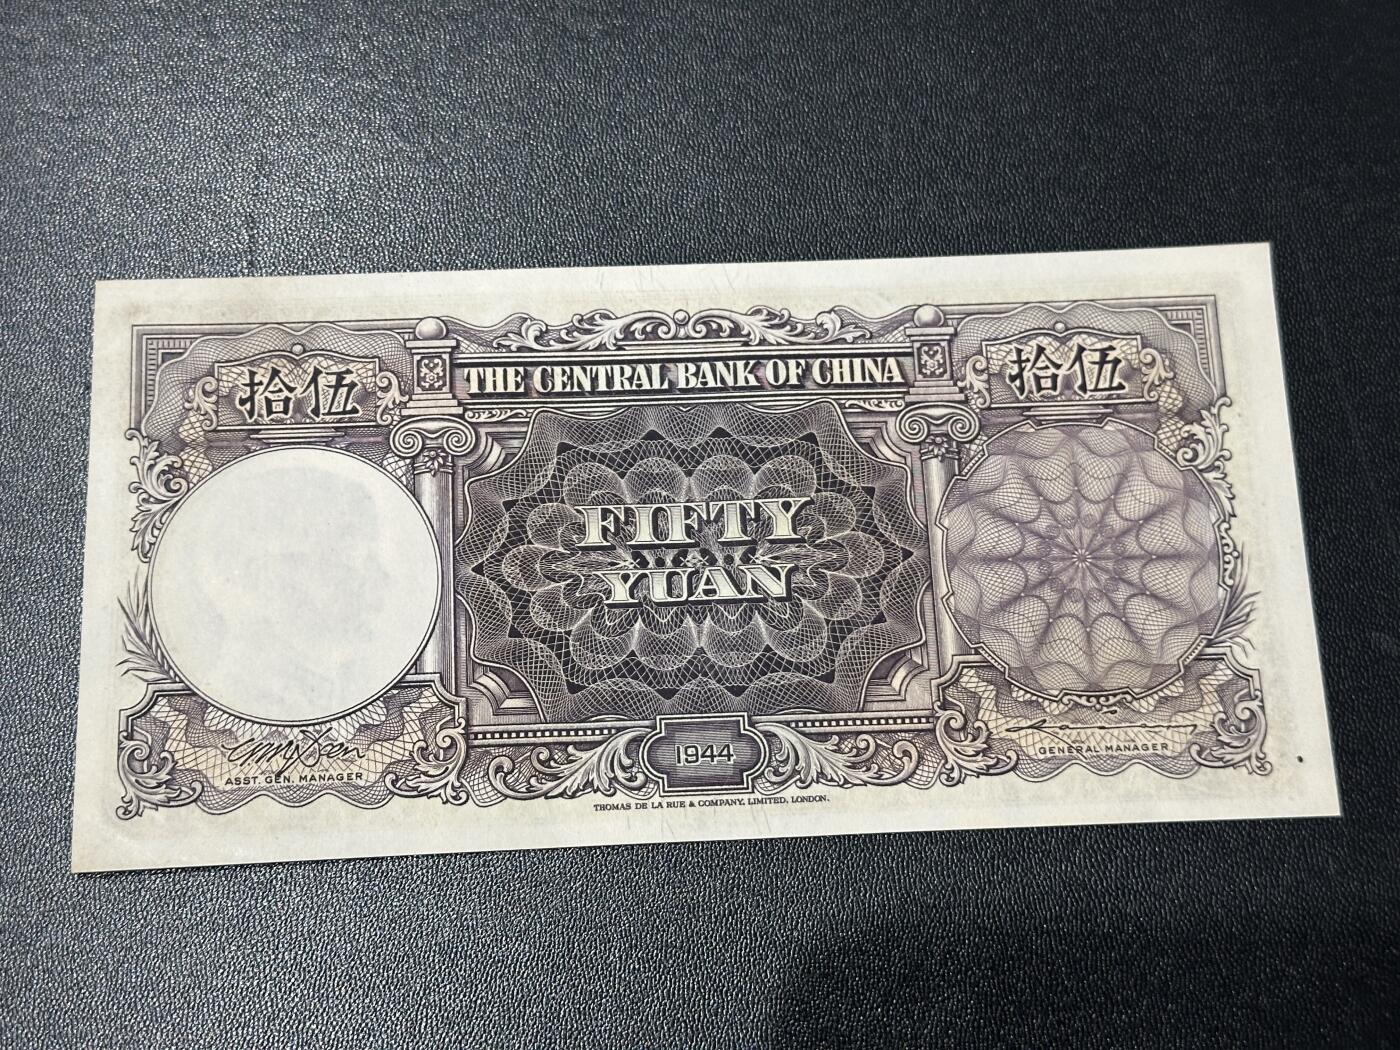 拾伍
THE CENTRAL BANK OF CHINA
拾伍
FIFTY
YUAN
1944
ASST. GEN. MANAGER
GENERAL MANAGER
THOMAS DE LA RUE & COMPANY, LIMITED, LONDON.